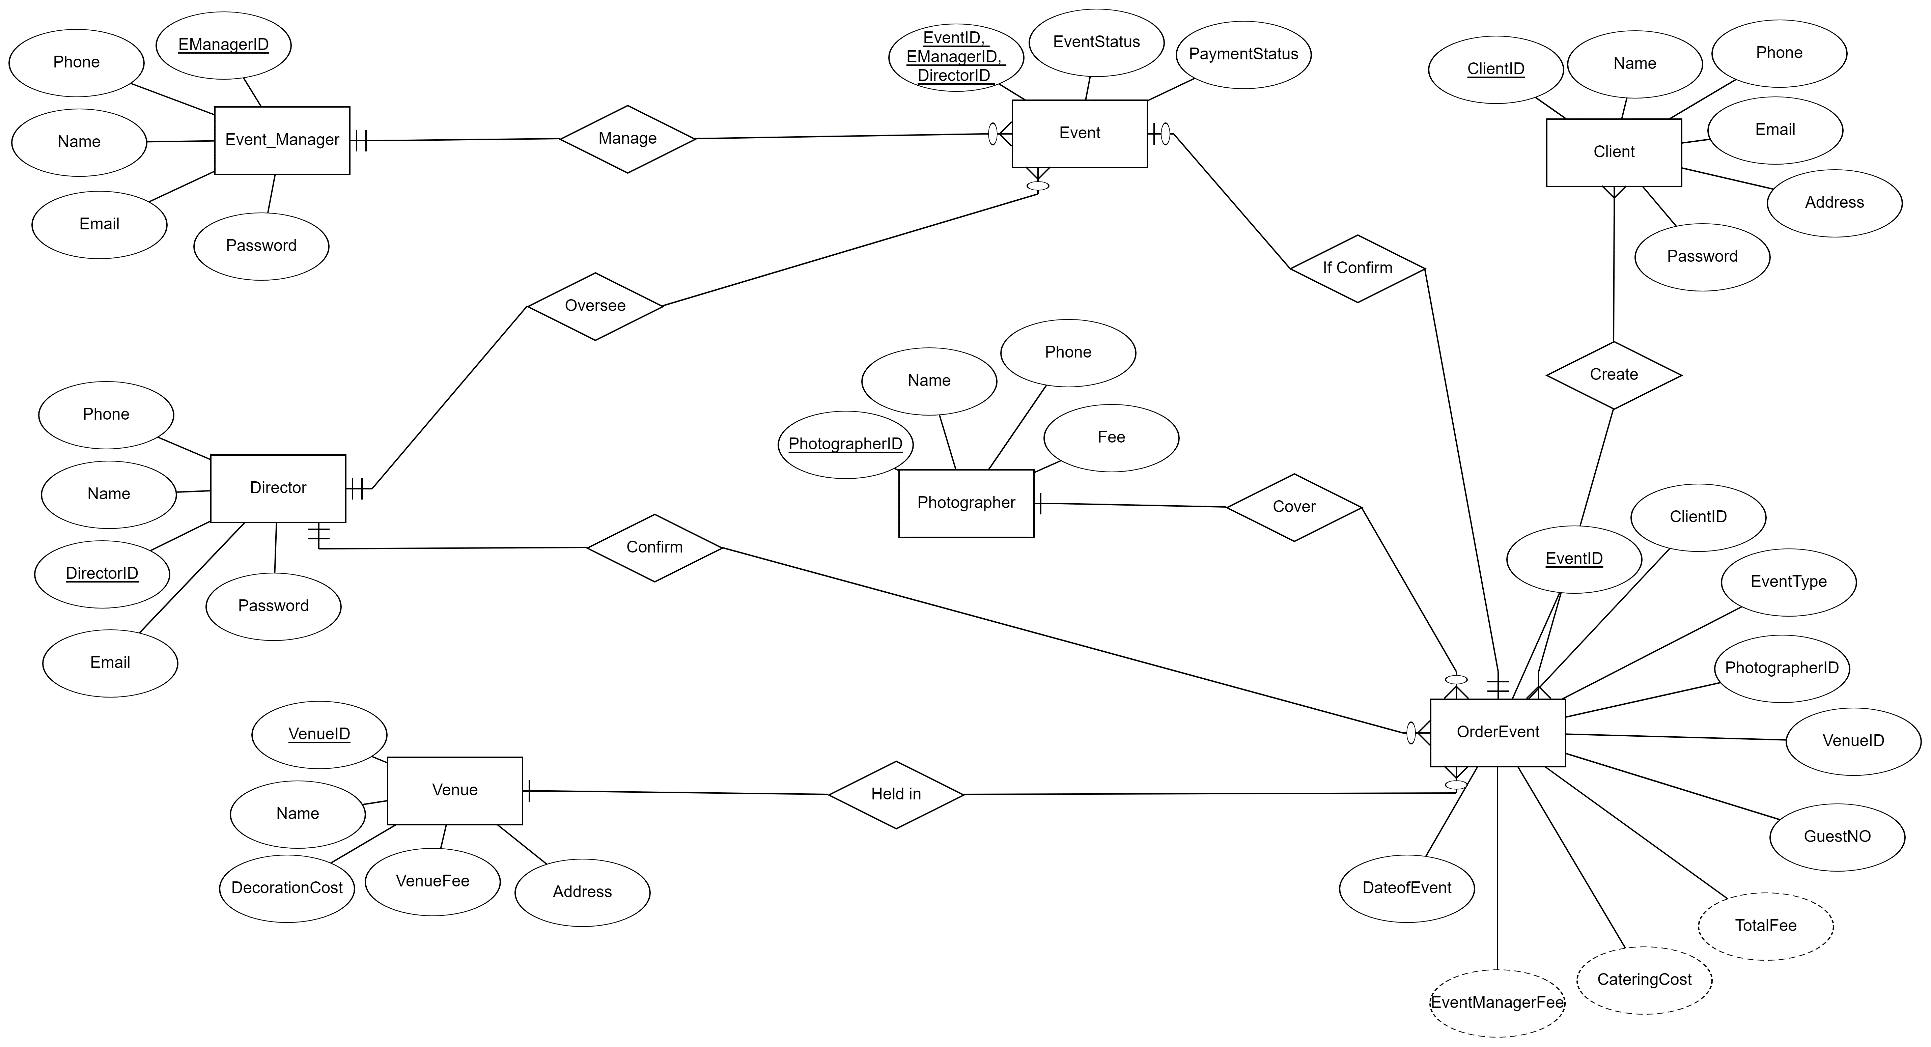 EManagerID
Phone
Event_Manager
Name
Email
Password
Manage
EventID,
EManagerID,
DirectorID
EventStatus
PaymentStatus
Event
ClientID
Name
Phone
Email
Client
Address
Password
If Confirm
Oversee
Create
Phone
Name
PhotographerID
Fee
Photographer
Cover
Phone
Director
Name
DirectorID
Password
Email
Confirm
ClientID
EventID
EventType
PhotographerID
VenueID
OrderEvent
GuestNO
DateofEvent
TotalFee
CateringCost
EventManagerFee
VenueID
Venue
Name
DecorationCost
VenueFee
Address
Held in